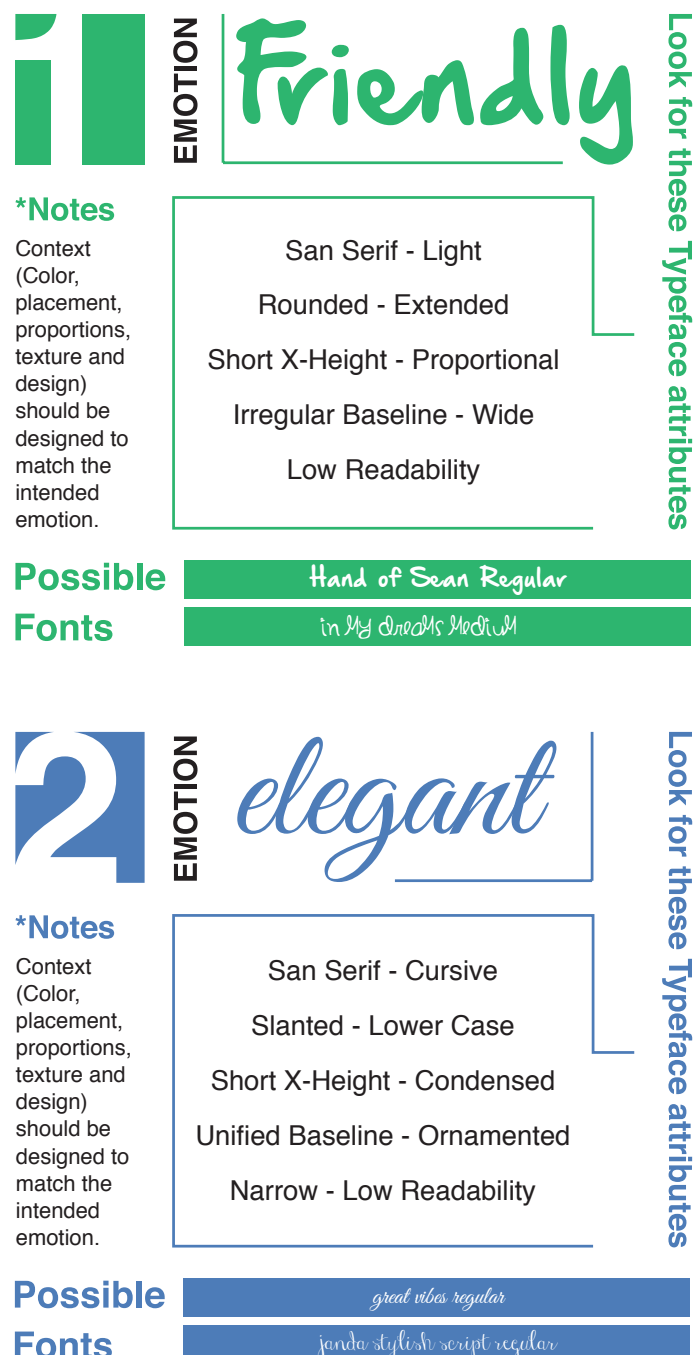 1
EMOTION
Friendly
Look for these Typeface attributes
*Notes
Context
(Color,
placement,
proportions,
texture and
design)
should be
designed to
match the
intended
emotion.
San Serif - Light
Rounded - Extended
Short X-Height - Proportional
Irregular Baseline - Wide
Low Readability
Possible
Fonts
Hand of Sean Regular
in My dreaMs MediuM
2
EMOTION
elegant
Look for these Typeface attributes
*Notes
Context
(Color,
placement,
proportions,
texture and
design)
should be
designed to
match the
intended
emotion.
San Serif - Cursive
Slanted - Lower Case
Short X-Height - Condensed
Unified Baseline - Ornamented
Narrow - Low Readability
Possible
Fonts
great vibes regular
janda stylish script regular